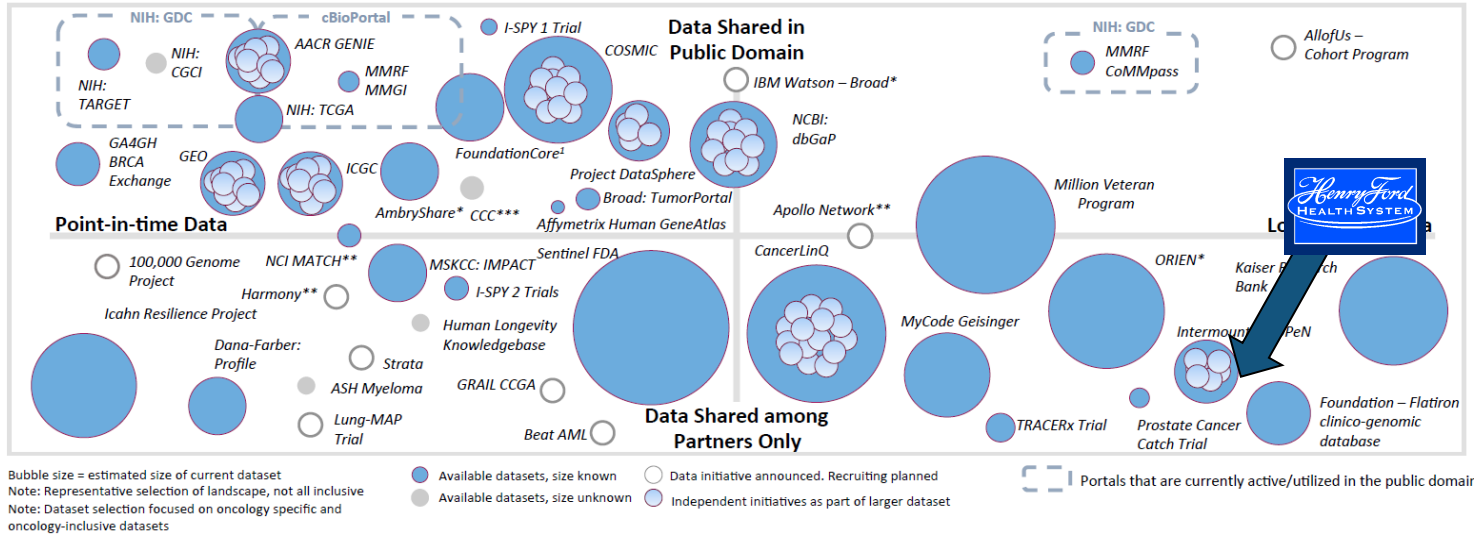 NIH: GDC
cBioPortal
NIH:
TARGET
NIH:
CGCI
AACR GENIE
MMRF
MMGI
NIH: TCGA
I-SPY 1 Trial
COSMIC
Data Shared in
Public Domain
IBM Watson – Broad*
NIH: GDC
MMRF
CoMMpass
AllofUs –
Cohort Program
GA4GH
BRCA
Exchange
GEO
ICGC
AmbryShare*
FoundationCore¹
CCC***
Project DataSphere
Broad: TumorPortal
Affymetrix Human GeneAtlas
NCBI:
dbGaP
Apollo Network**
Million Veteran
Program
Henry Ford
HEALTH SYSTEM
Point-in-time Data
Lo
a
100,000 Genome
Project
NCI MATCH**
Harmony**
MSKCC: IMPACT
I-SPY 2 Trials
Sentinel FDA
CancerLinQ
ORIEN*
Kaiser
rch
Bank
Icahn Resilience Project
Dana-Farber:
Profile
Human Longevity
Knowledgebase
Strata
ASH Myeloma
Lung-MAP
Trial
GRAIL CCGA
Beat AML
Data Shared among
Partners Only
MyCode Geisinger
Intermount
PeN
TRACERx Trial
Prostate Cancer
Catch Trial
Foundation – Flatiron
clinico-genomic
database
Bubble size = estimated size of current dataset
Note: Representative selection of landscape, not all inclusive
Note: Dataset selection focused on oncology specific and
oncology-inclusive datasets
Available datasets, size known
Available datasets, size unknown
Data initiative announced. Recruiting planned
Independent initiatives as part of larger dataset
Portals that are currently active/utilized in the public domain